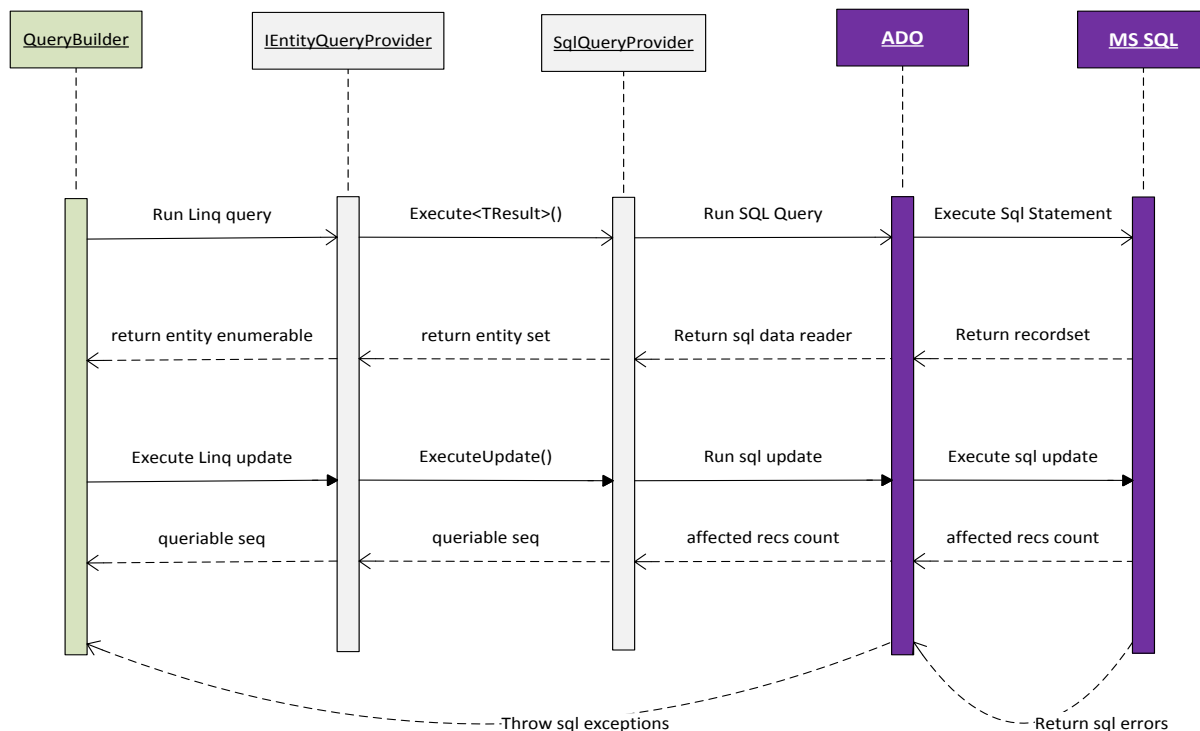 QueryBuilder
IEntityQueryProvider
SqlQueryProvider
ADO
MS SQL
Run Linq query
Execute<TResult>()
Run SQL Query
Execute Sql Statement
return entity enumerable
return entity set
Return sql data reader
Return recordset
Execute Linq update
ExecuteUpdate()
Run sql update
Execute sql update
queriable seq
queriable seq
affected recs count
affected recs count
Throw sql exceptions
Return sql errors